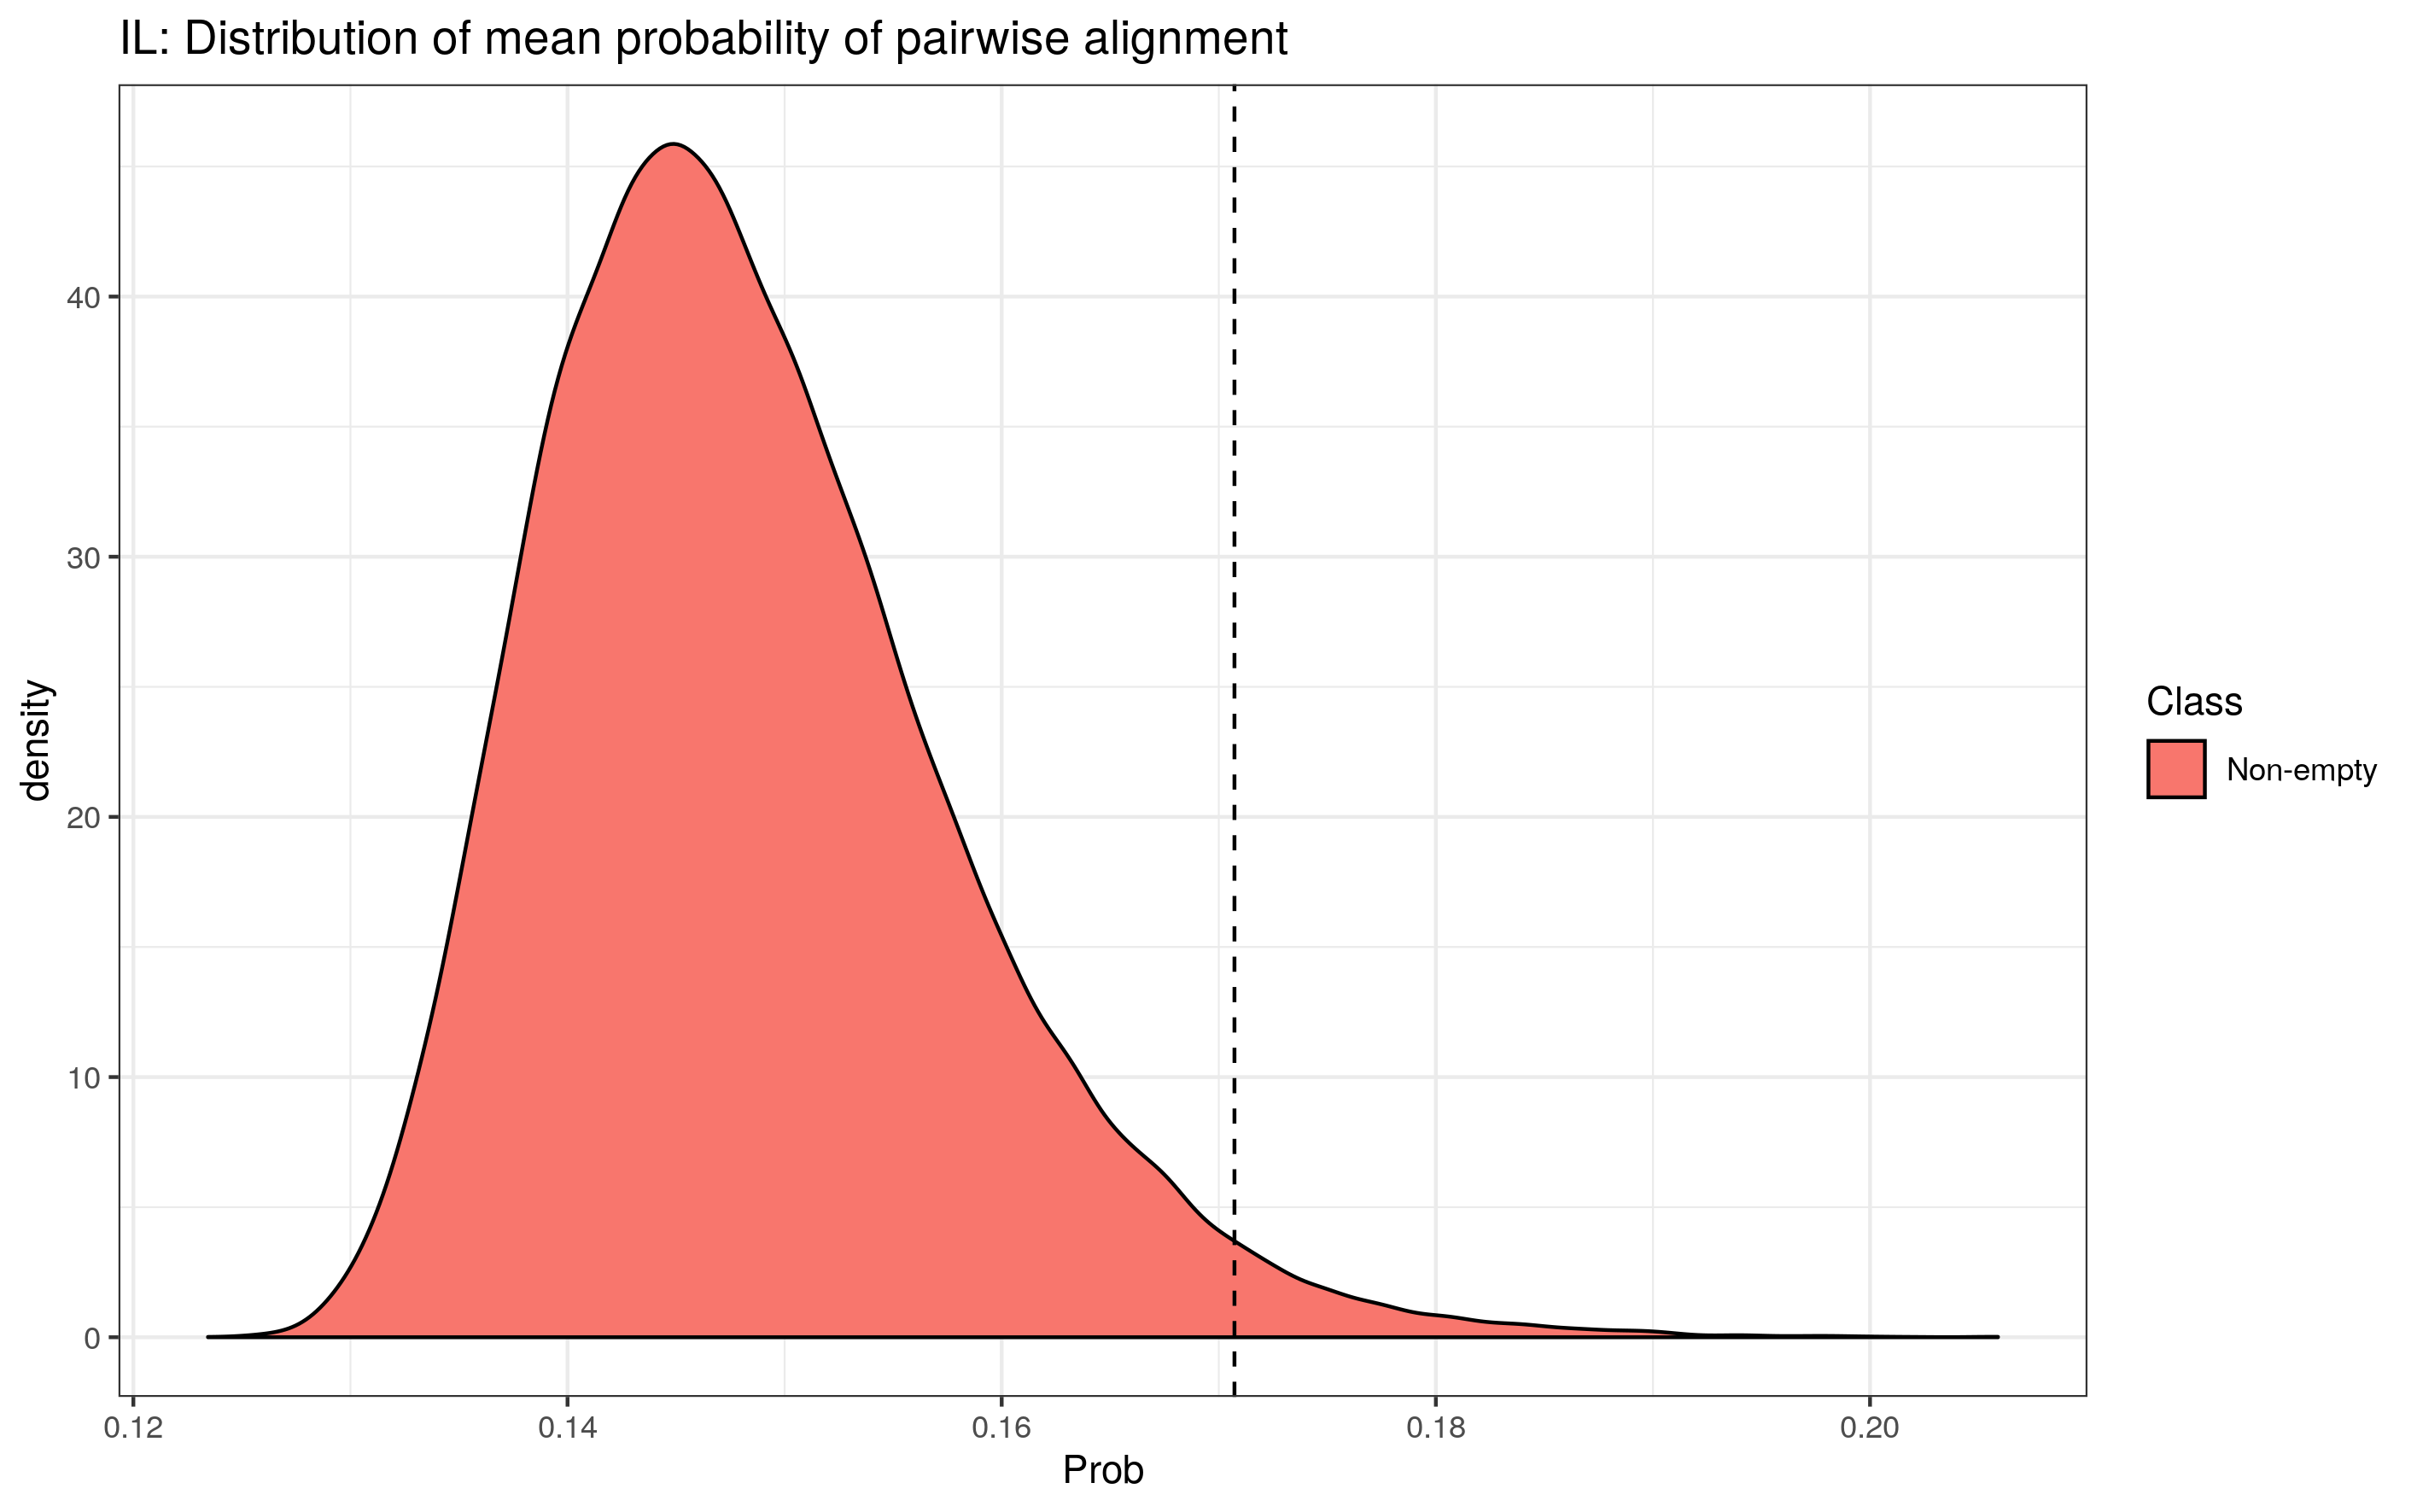 IL: Distribution of mean probability of pairwise alignment
40
30
20
10
0
density
0.12
0.14
0.16
0.18
0.20
Prob
Class
Non-empty